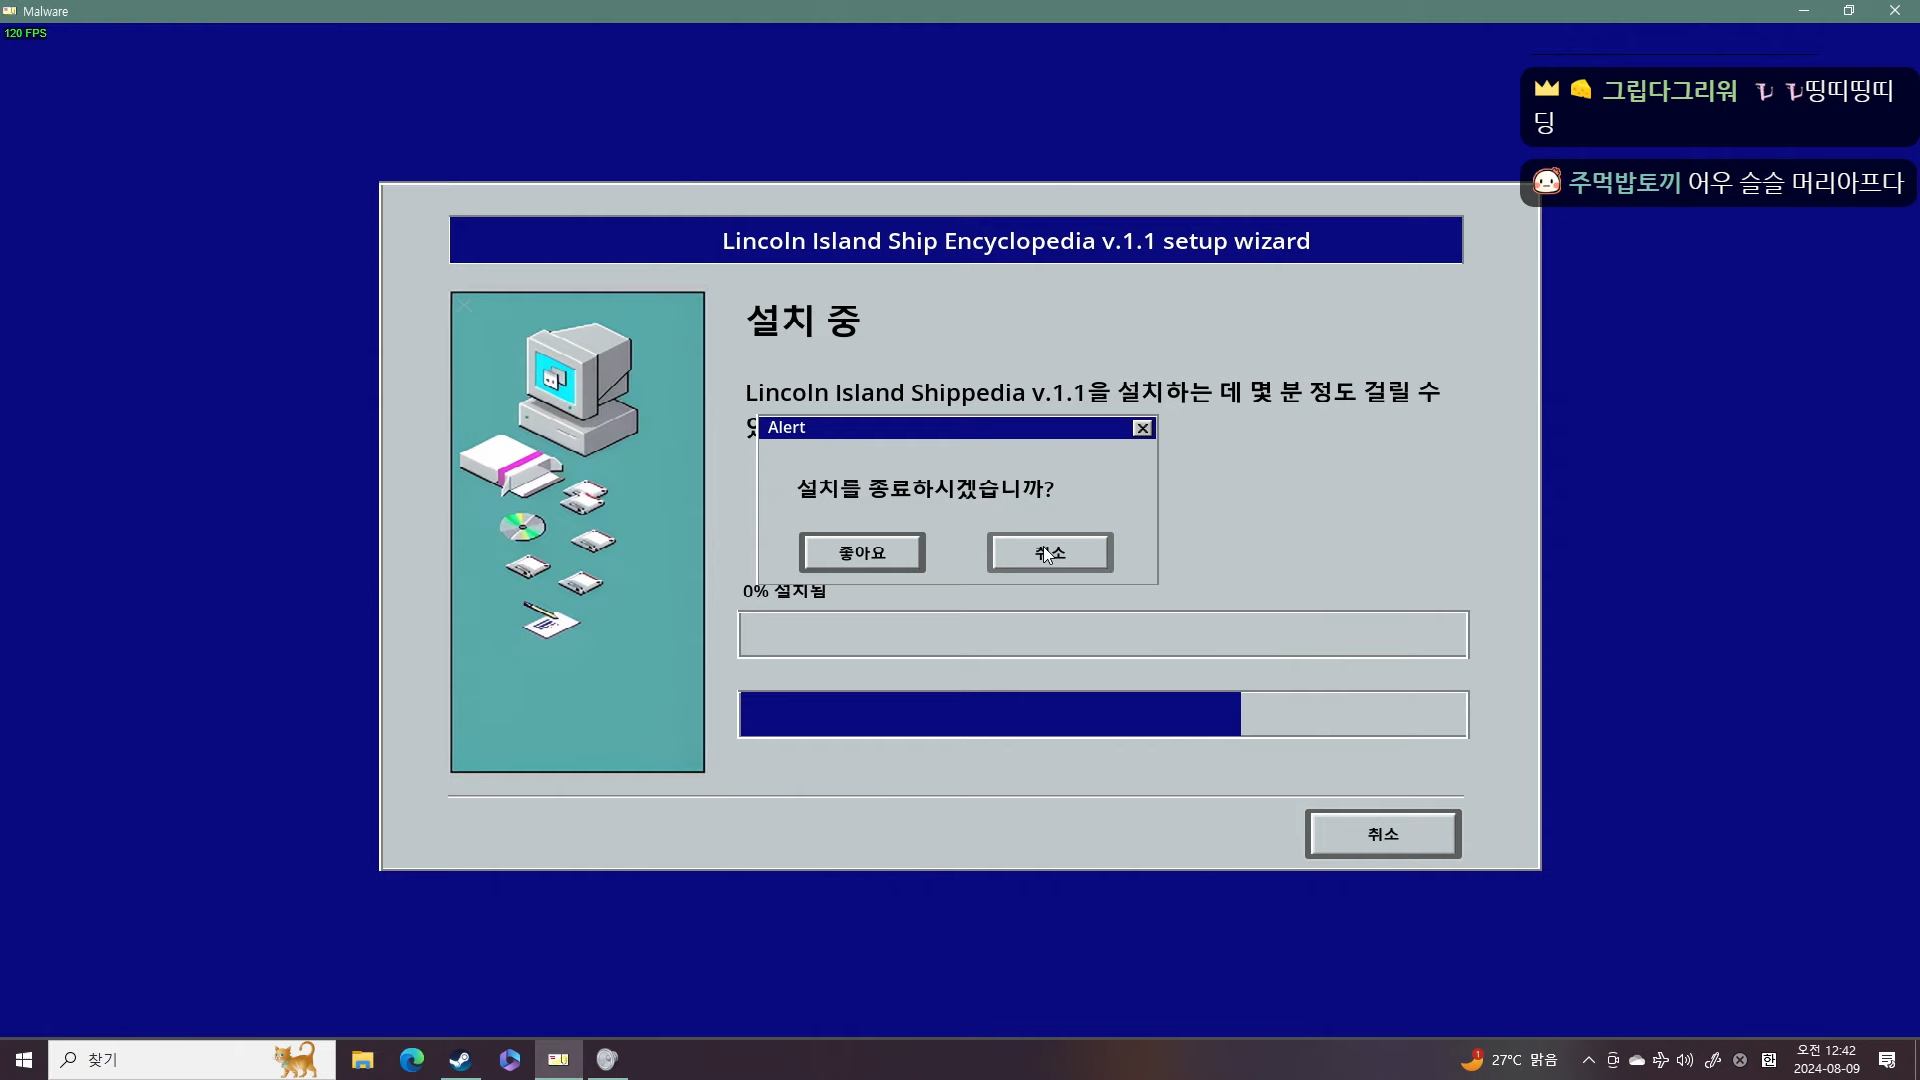 Malware
120 FPS
그립다그리워 띵띠띵띠
딩
주먹밥토끼 어우 슬슬 머리아프다
Lincoln Island Ship Encyclopedia v.1.1 setup wizard
설치 중
Lincoln Island Shippedia v.1.1을 설치하는 데 몇 분 정도 걸릴 수
Alert
설치를 종료하시겠습니까?
좋아요
취소
0% 설치됨
취소
찾기
1
27°C 맑음
한
오전 12:42
2024-08-09